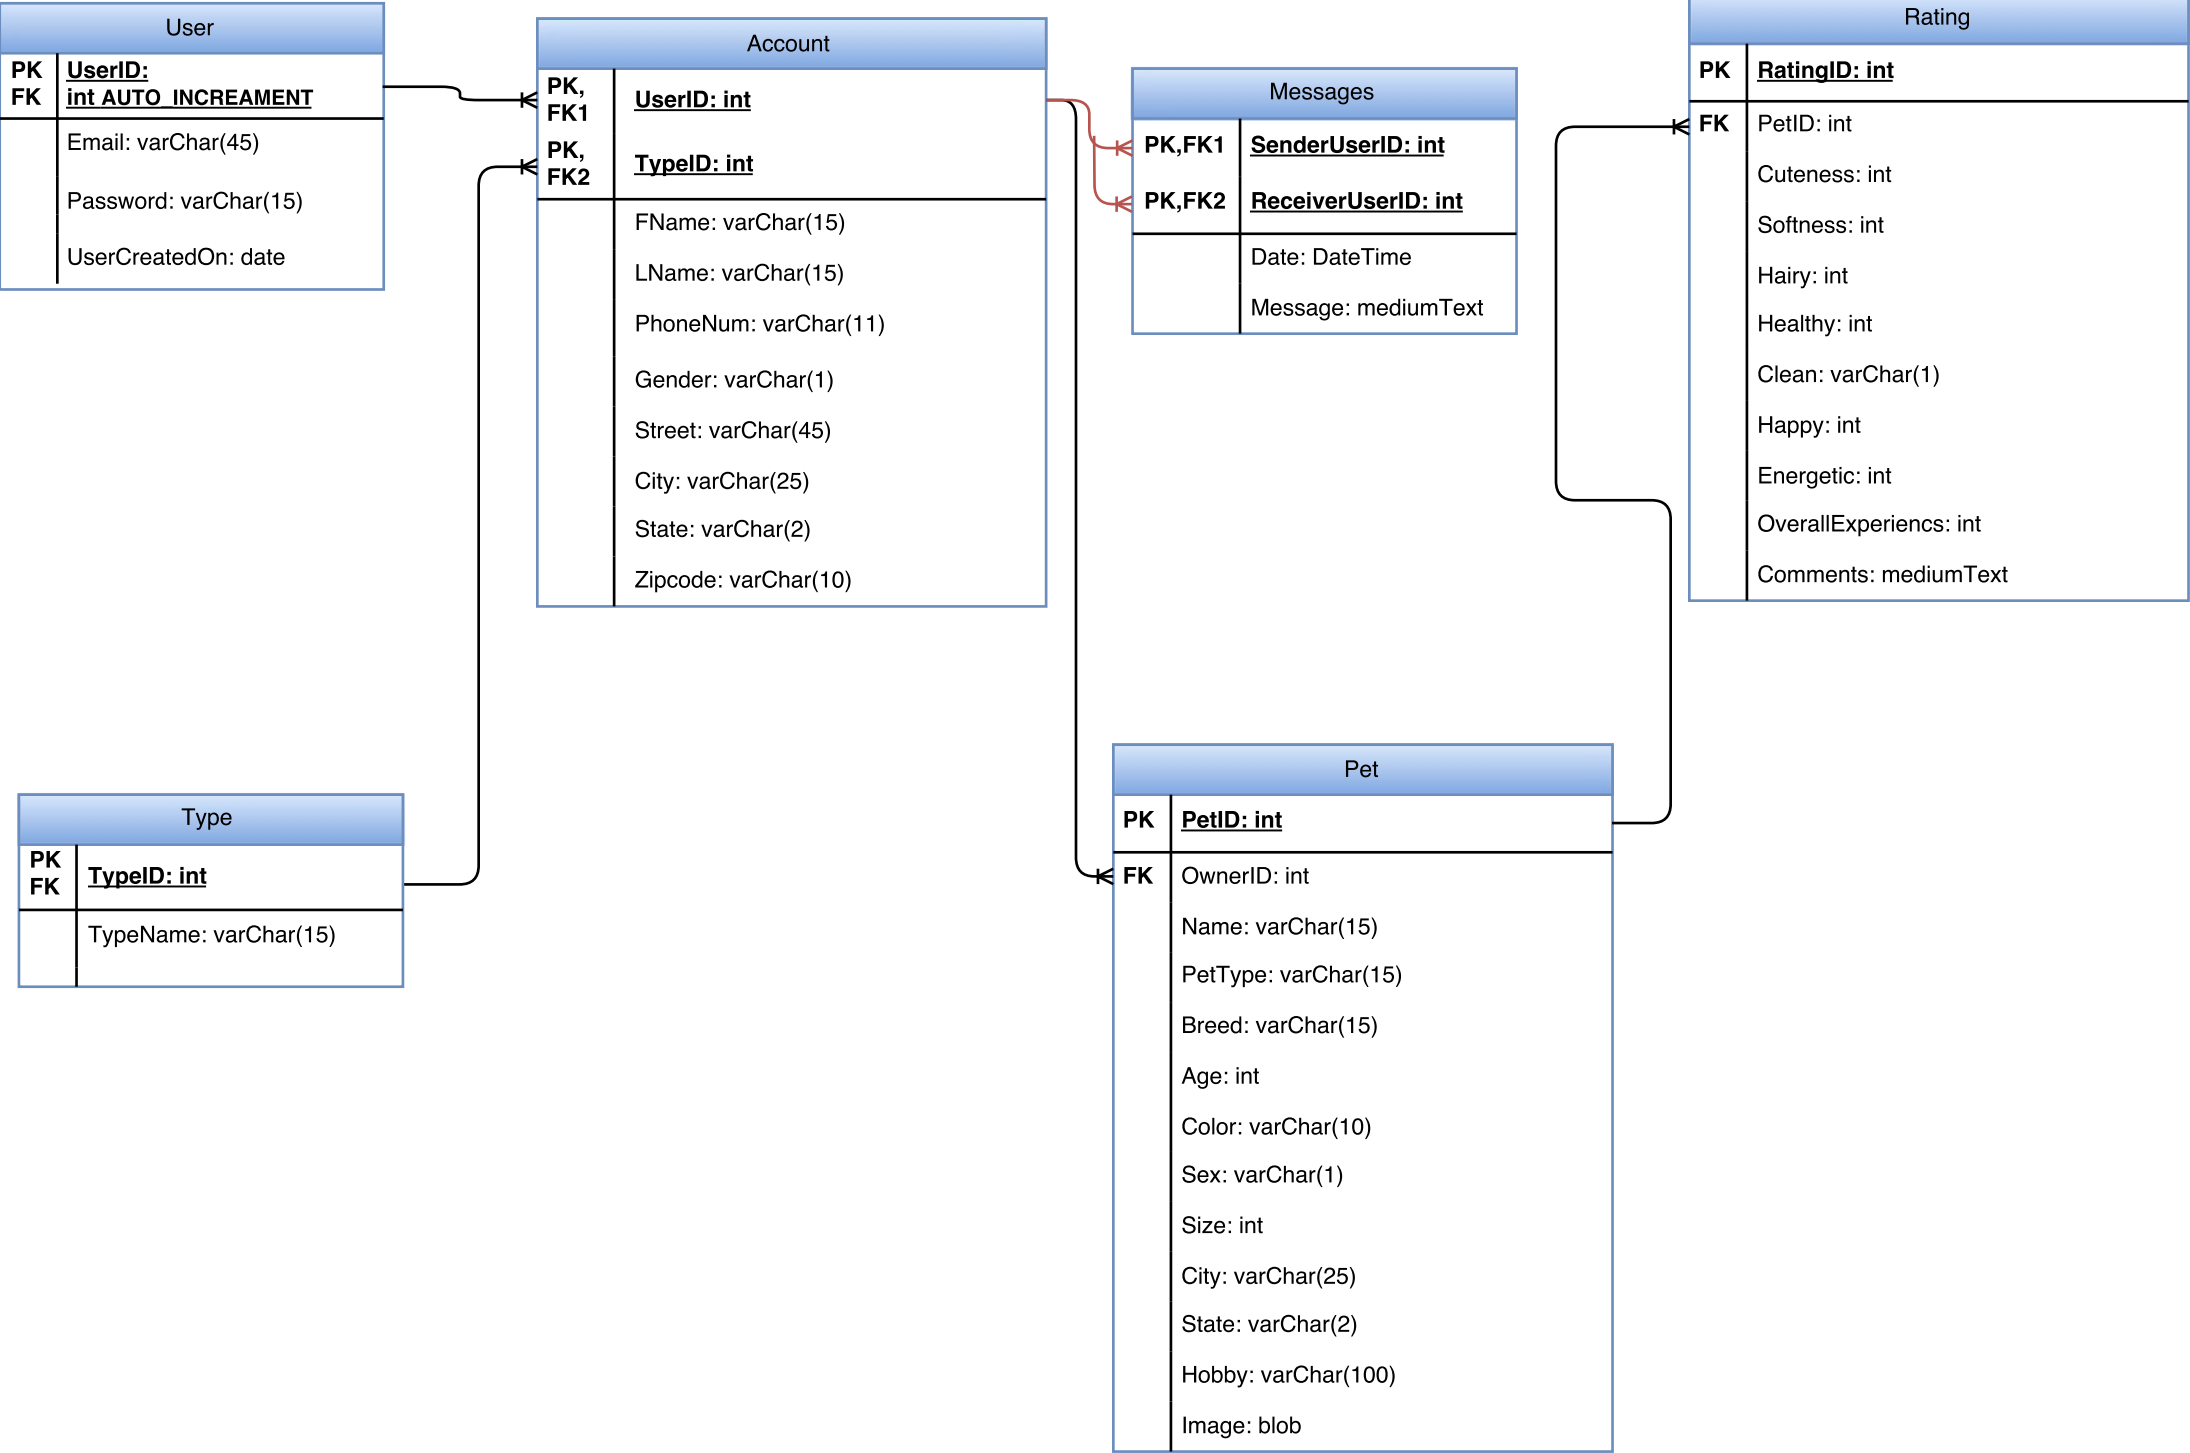 User
PK
FK
UserID:
int AUTO_INCREAMENT
Email: varChar(45)
Password: varChar(15)
UserCreatedOn: date
Account
PK,
FK1
UserID: int
PK,
FK2
TypeID: int
FName: varChar(15)
LName: varChar(15)
PhoneNum: varChar(11)
Gender: varChar(1)
Street: varChar(45)
City: varChar(25)
State: varChar(2)
Zipcode: varChar(10)
Messages
PK,FK1 SenderUserID: int
PK,FK2 ReceiverUserID: int
Date: DateTime
Message: mediumText
Rating
PK RatingID: int
FK PetID: int
Cuteness: int
Softness: int
Hairy: int
Healthy: int
Clean: varChar(1)
Happy: int
Energetic: int
OverallExperiencs: int
Comments: mediumText
Type
PK
FK
TypeID: int
TypeName: varChar(15)
Pet
PK PetID: int
FK OwnerID: int
Name: varChar(15)
PetType: varChar(15)
Breed: varChar(15)
Age: int
Color: varChar(10)
Sex: varChar(1)
Size: int
City: varChar(25)
State: varChar(2)
Hobby: varChar(100)
Image: blob